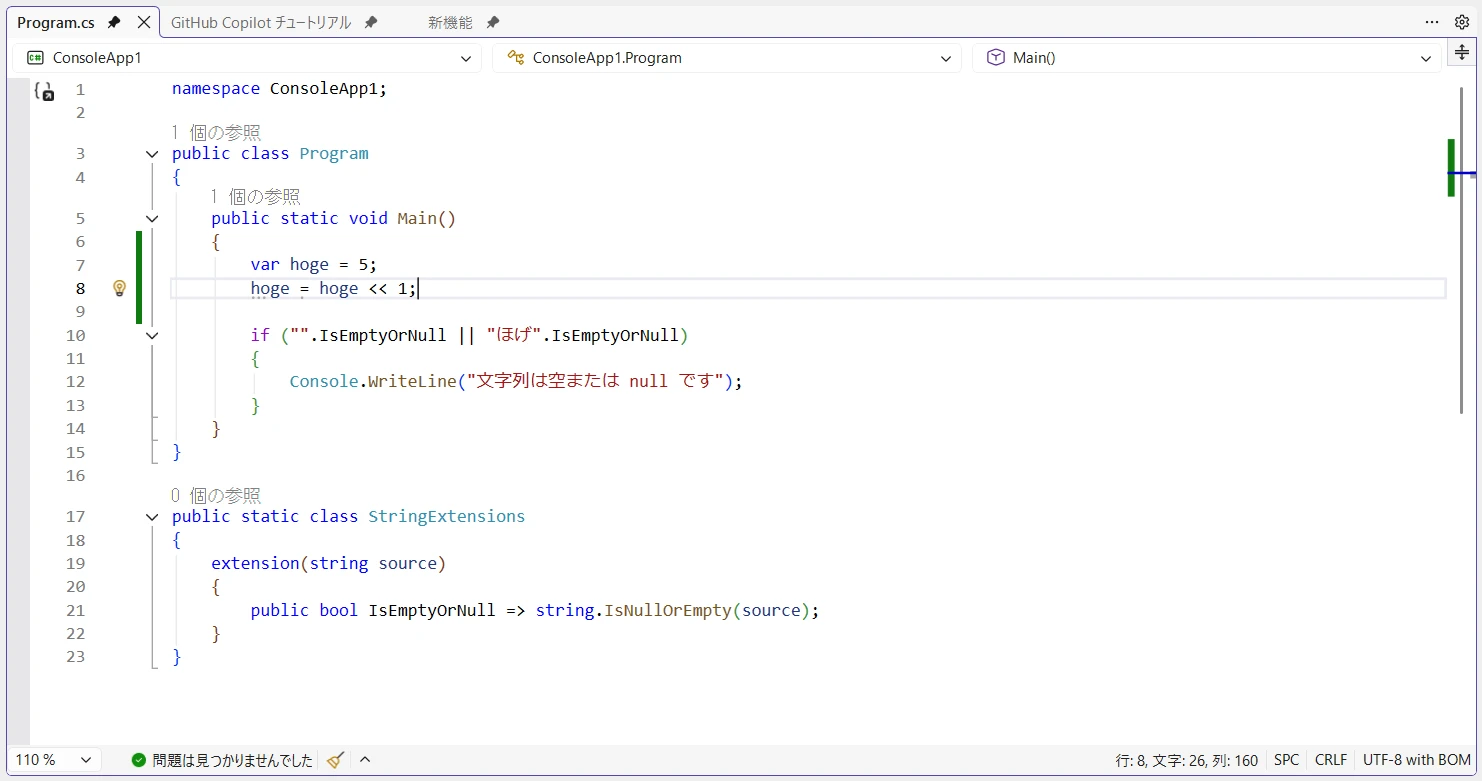 Program.cs GitHub Copilot チュートリアル 新機能
ConsoleApp1 ConsoleApp1.Program Main()
1 namespace ConsoleApp1;
2
1 個の参照
3 public class Program
4 {
1 個の参照
5 public static void Main()
6 {
7 var hoge = 5;
8 hoge = hoge << 1;
9
10 if ("".IsEmptyOrNull || "ほげ".IsEmptyOrNull)
11 {
12 Console.WriteLine("文字列は空または null です");
13 }
14 }
15 }
16
0 個の参照
17 public static class StringExtensions
18 {
19 extension(string source)
20 {
21 public bool IsEmptyOrNull => string.IsNullOrEmpty(source);
22 }
23 }
110 % 問題は見つかりませんでした 行: 8, 文字: 26, 列: 160 SPC CRLF UTF-8 with BOM